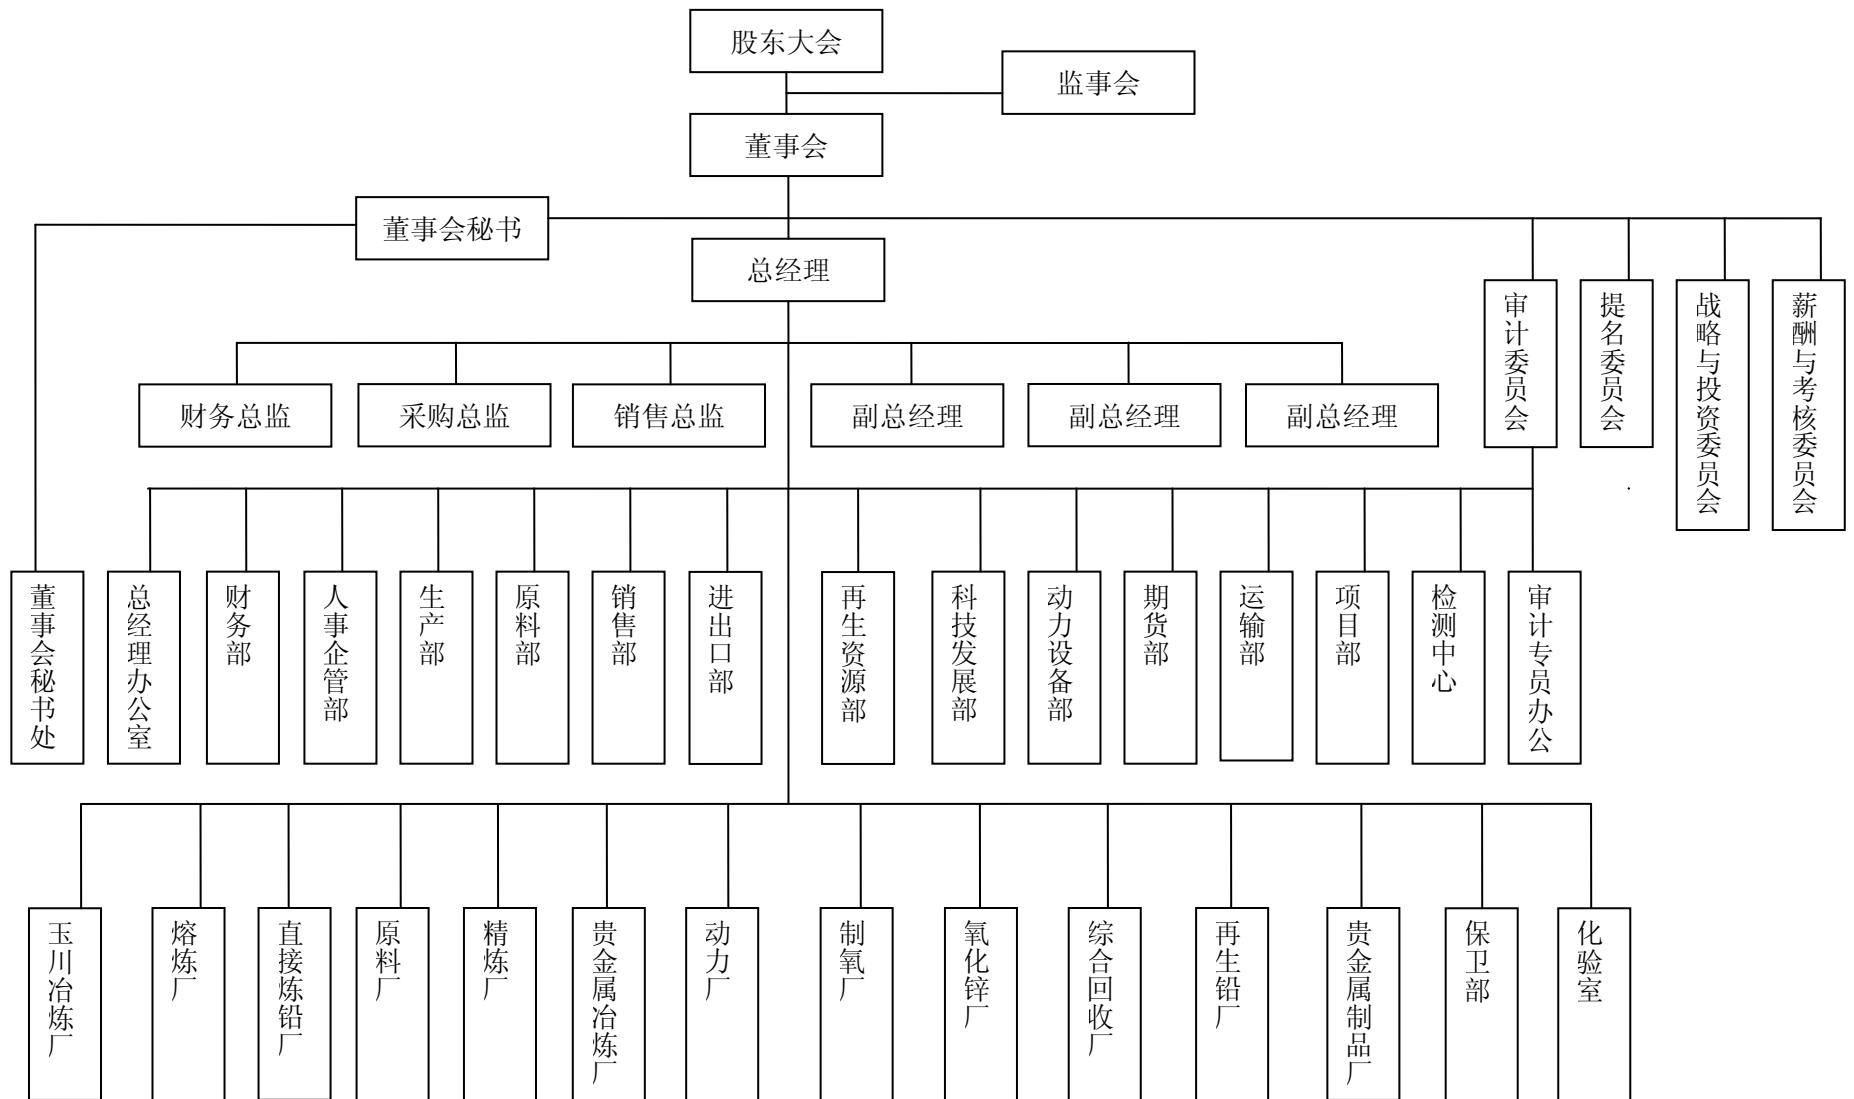 股东大会
监事会
董事会
董事会秘书
总经理
审计委员会
提名委员会
战略与投资委员会
薪酬与考核委员会
财务总监
采购总监
销售总监
副总经理
副总经理
副总经理
董事会秘书处
总经理办公室
财务部
人事企管部
生产部
原料部
销售部
进出口部
再生资源部
科技发展部
动力设备部
期货部
运输部
项目部
检测中心
审计专员办公
玉川冶炼厂
熔炼厂
直接炼铅厂
原料厂
精炼厂
贵金属冶炼厂
动力厂
制氧厂
氧化锌厂
综合回收厂
再生铅厂
贵金属制品厂
保卫部
化验室